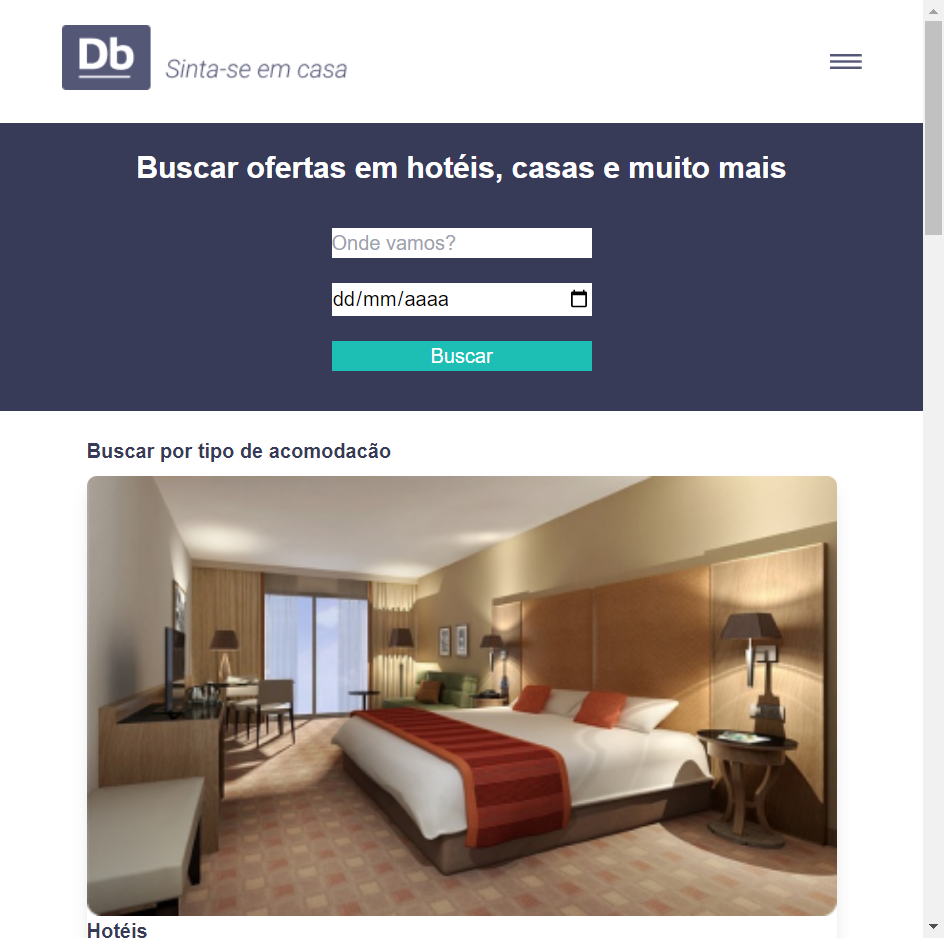 Db
Sinta-se em casa
Buscar ofertas em hotéis, casas e muito mais
Onde vamos?
dd/mm/aaaa
Buscar
Buscar por tipo de acomodacão
Hotéis